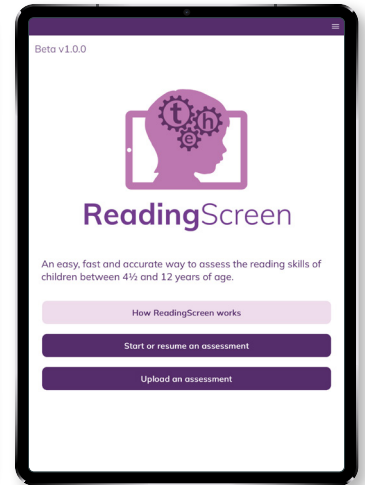 Beta v1.0.0
t
h
e
ReadingScreen
An easy, fast and accurate way to assess the reading skills of
children between 4½ and 12 years of age.
How ReadingScreen works
Start or resume an assessment
Upload an assessment